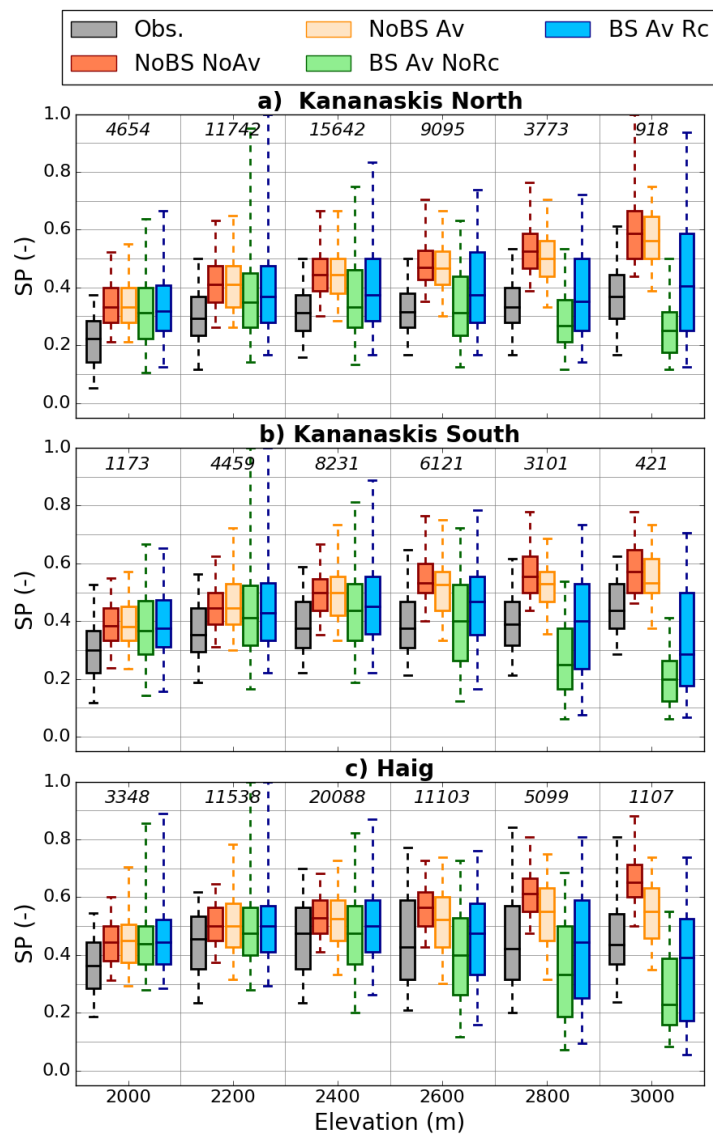 Obs. NoBS Av BS Av Rc
NoBS NoAv BS Av NoRc
a) Kananaskis North
4654 11742 15642 9095 3773 918
1.0
0.8
0.6
0.4
0.2
0.0
SP (-)
b) Kananaskis South
1173 4459 8231 6121 3101 421
1.0
0.8
0.6
0.4
0.2
0.0
SP (-)
c) Haig
3348 11538 20088 11103 5099 1107
1.0
0.8
0.6
0.4
0.2
0.0
SP (-)
2000 2200 2400 2600 2800 3000
Elevation (m)